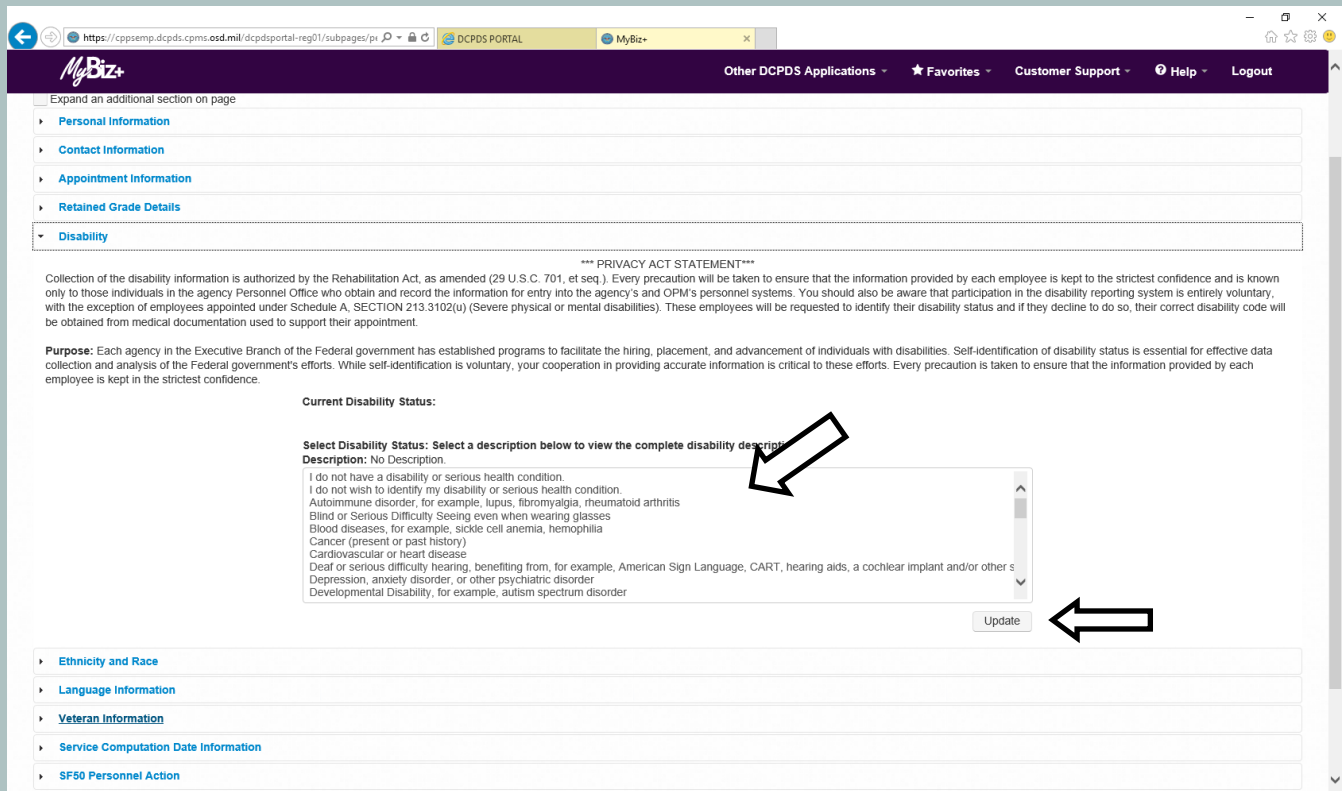 https://cppsemp.dcpds.cpms.osd.mil/dcpdsportal-reg01/subpages/
DCPDS PORTAL
MyBiz+
MyBiz+
Other DCPDS Applications
Favorites
Customer Support
Help
Logout
Expand an additional section on page
Personal Information
Contact Information
Appointment Information
Retained Grade Details
Disability
*** PRIVACY ACT STATEMENT***
Collection of the disability information is authorized by the Rehabilitation Act, as amended (29 U.S.C. 701, et seq.). Every precaution will be taken to ensure that the information provided by each employee is kept to the strictest confidence and is known
only to those individuals in the agency Personnel Office who obtain and record the information for entry into the agency's and OPM's personnel systems. You should also be aware that participation in the disability reporting system is entirely voluntary,
with the exception of employees appointed under Schedule A, SECTION 213.3102(u) (Severe physical or mental disabilities). These employees will be requested to identify their disability status and if they decline to do so, their correct disability code will
be obtained from medical documentation used to support their appointment.
Purpose: Each agency in the Executive Branch of the Federal government has established programs to facilitate the hiring, placement, and advancement of individuals with disabilities. Self-identification of disability status is essential for effective data
collection and analysis of the Federal government's efforts. While self-identification is voluntary, your cooperation in providing accurate information is critical to these efforts. Every precaution is taken to ensure that the information provided by each
employee is kept in the strictest confidence.
Current Disability Status:
Select Disability Status: Select a description below to view the complete disability descripti
Description: No Description.
I do not have a disability or serious health condition.
I do not wish to identify my disability or serious health condition.
Autoimmune disorder, for example, lupus, fibromyalgia, rheumatoid arthritis
Blind or Serious Difficulty Seeing even when wearing glasses
Blood diseases, for example, sickle cell anemia, hemophilia
Cancer (present or past history)
Cardiovascular or heart disease
Deaf or serious difficulty hearing, benefiting from, for example, American Sign Language, CART, hearing aids, a cochlear implant and/or other s
Depression, anxiety disorder, or other psychiatric disorder
Developmental Disability, for example, autism spectrum disorder
Update
Ethnicity and Race
Language Information
Veteran Information
Service Computation Date Information
SF50 Personnel Action